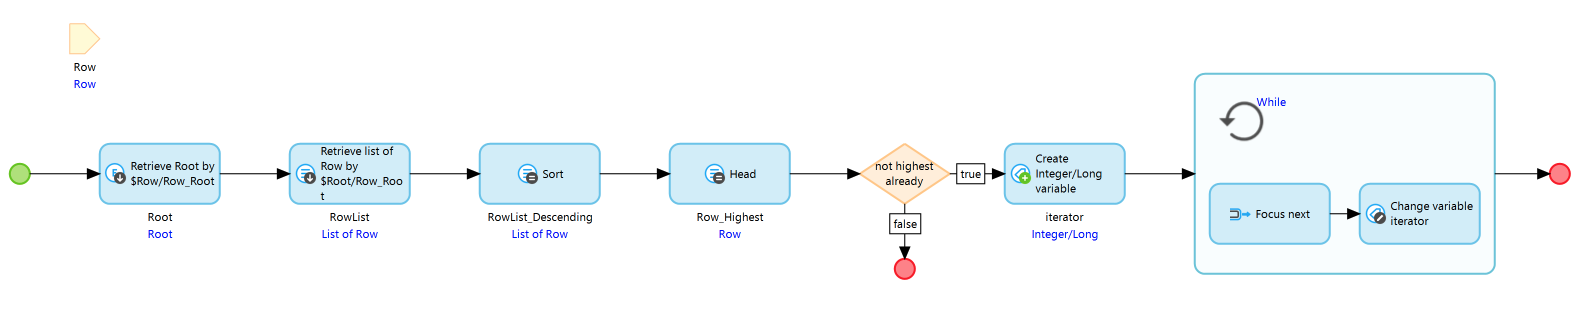 Row
Row
Retrieve Root by
$Row/Row_Root
Root
Root
Retrieve list of
Row by
$Root/Row_Roo
t
RowList
List of Row
Sort
RowList_Descending
List of Row
Head
Row_Highest
Row
not highest
already
true
false
Create
Integer/Long
variable
iterator
Integer/Long
While
Focus next
Change variable
iterator